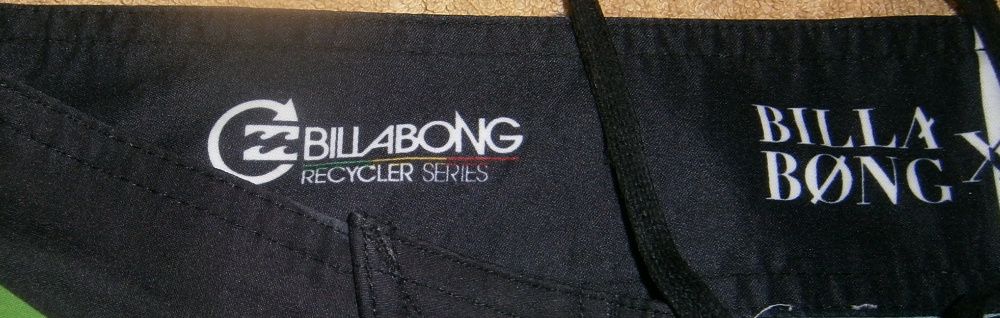 BILLABONG
RECYCLER SERIES
BILLA
BØNG
X